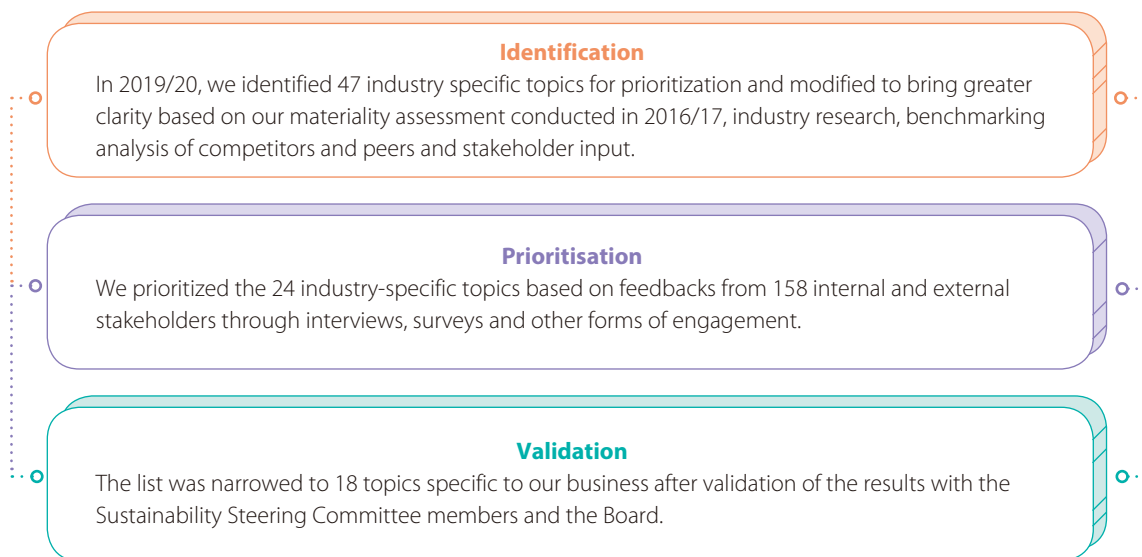 Identification
In 2019/20, we identified 47 industry specific topics for prioritization and modified to bring greater
clarity based on our materiality assessment conducted in 2016/17, industry research, benchmarking
analysis of competitors and peers and stakeholder input.
Prioritisation
We prioritized the 24 industry-specific topics based on feedbacks from 158 internal and external
stakeholders through interviews, surveys and other forms of engagement.
Validation
The list was narrowed to 18 topics specific to our business after validation of the results with the
Sustainability Steering Committee members and the Board.